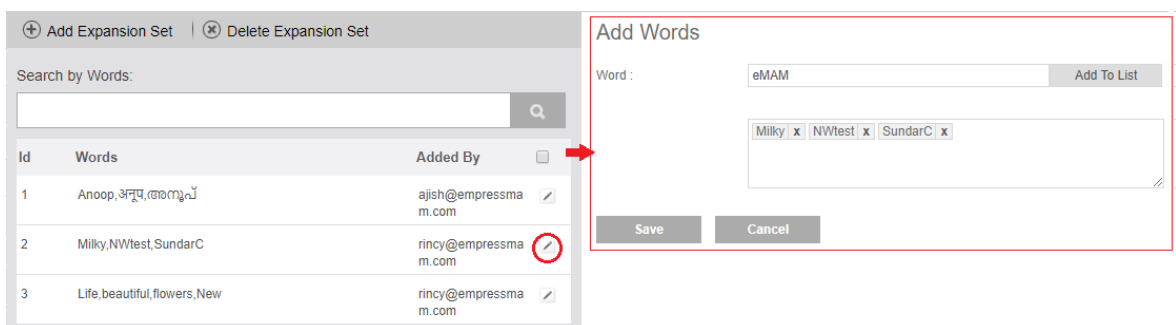 Add Expansion Set | Delete Expansion Set
Search by Words:
Id Words Added By
1 Anoop,अनूप,അനൂപ് ajish@empressma
m.com
2 Milky,NWtest,SundarC rincy@empressma
m.com
3 Life,beautiful,flowers,New rincy@empressma
m.com
Add Words
Word : eMAM Add To List
Milky x NWtest x SundarC x
Save Cancel